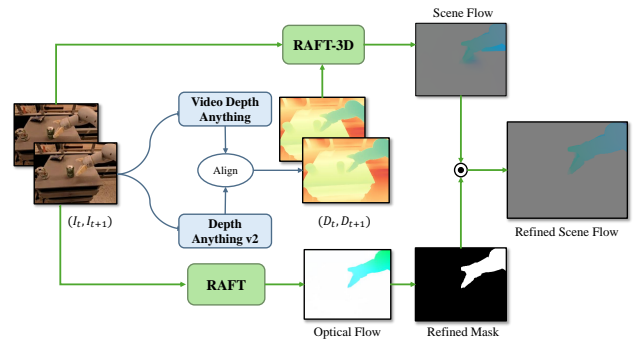 Scene Flow
RAFT-3D
Video Depth
Anything
Align
(I_t, I_{t+1})
Depth
Anything v2
(D_t, D_{t+1})
Refined Scene Flow
RAFT
Optical Flow
Refined Mask